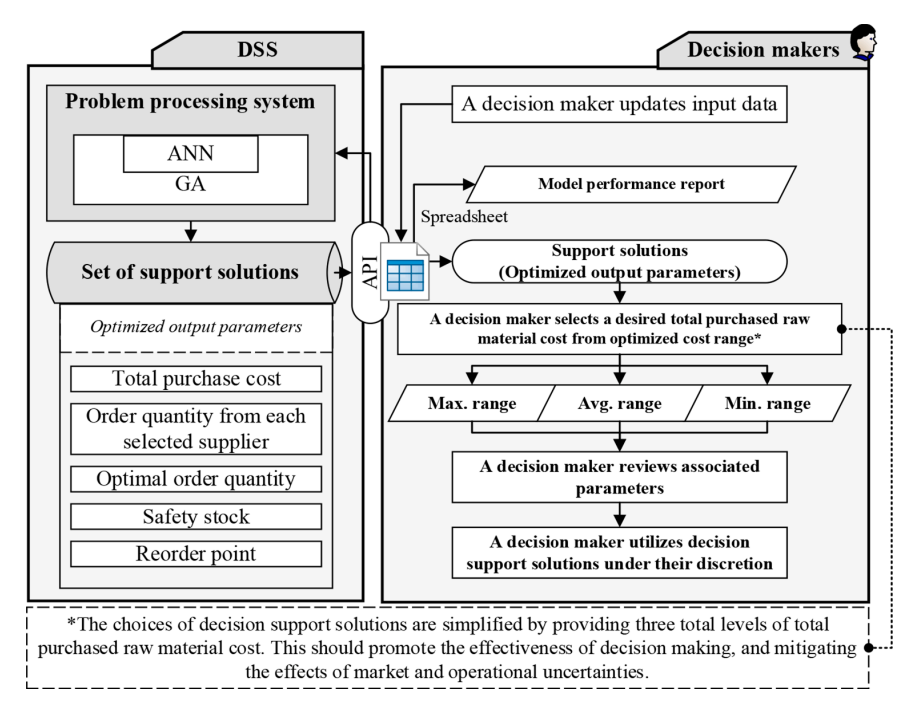 DSS
Problem processing system
ANN
GA
Set of support solutions
Optimized output parameters
Total purchase cost
Order quantity from each
selected supplier
Optimal order quantity
Safety stock
Reorder point
API
Decision makers
A decision maker updates input data
Model performance report
Spreadsheet
Support solutions
(Optimized output parameters)
A decision maker selects a desired total purchased raw
material cost from optimized cost range*
Max. range
Avg. range
Min. range
A decision maker reviews associated
parameters
A decision maker utilizes decision
support solutions under their discretion
*The choices of decision support solutions are simplified by providing three total levels of total
purchased raw material cost. This should promote the effectiveness of decision making, and mitigating
the effects of market and operational uncertainties.